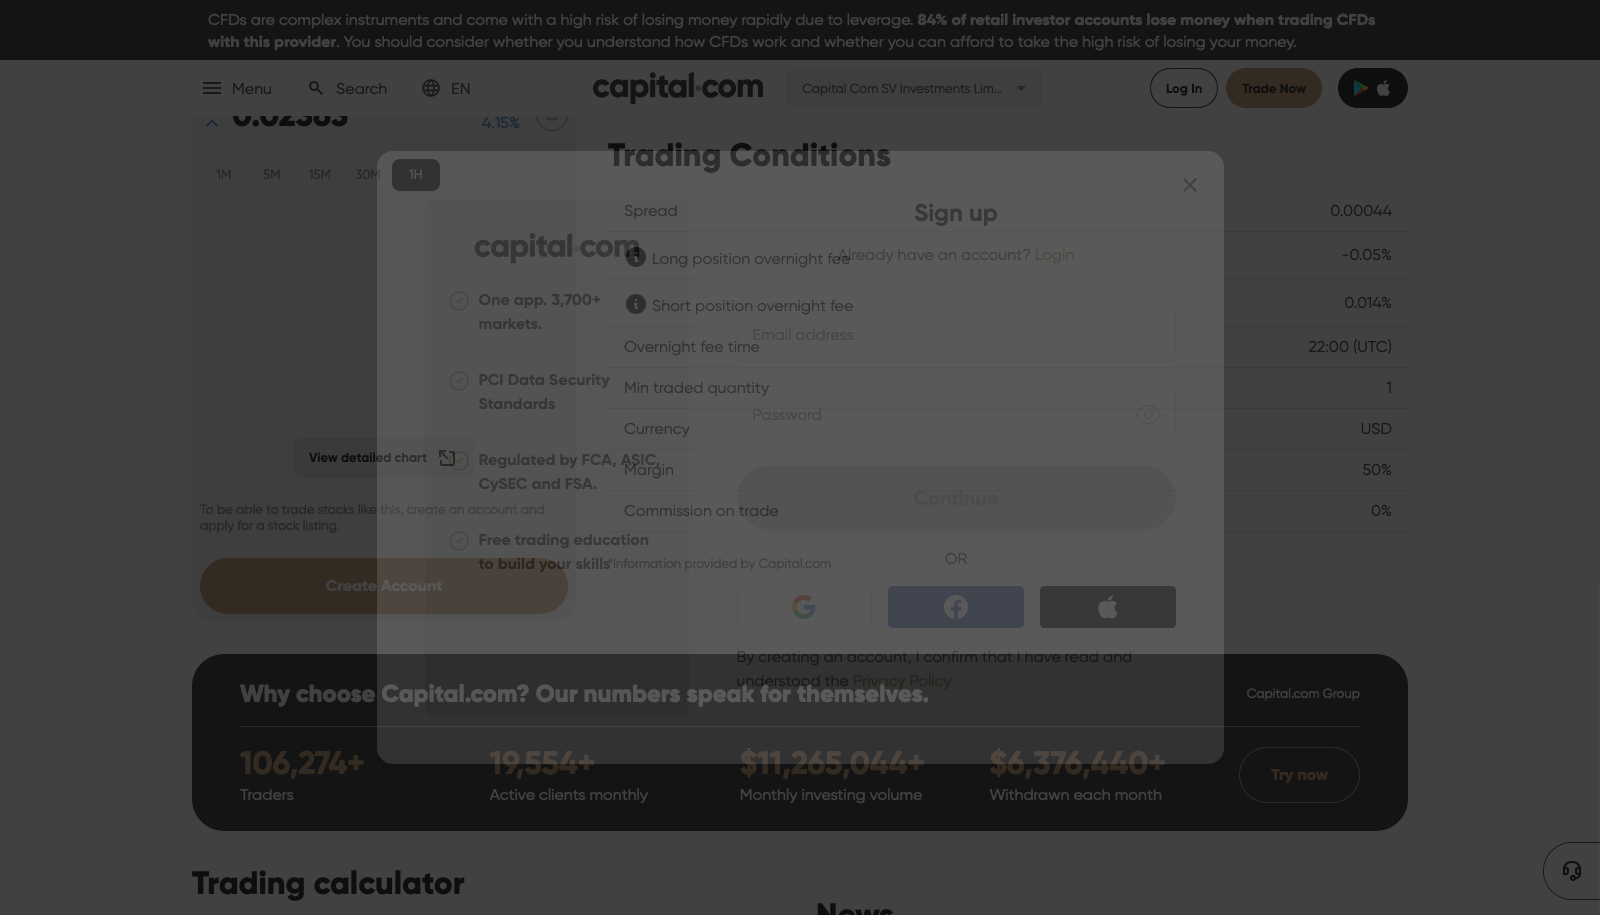 CFDs are complex instruments and come with a high risk of losing money rapidly due to leverage. 84% of retail investor accounts lose money when trading CFDs
with this provider. You should consider whether you understand how CFDs work and whether you can afford to take the high risk of losing your money.
Menu
Search
EN
capital.com
Capital Com SV Investments Lim...
Log In
Trade Now
0.02383
4.15%
1M
5M
15M
30M
1H
View detailed chart
To be able to trade stocks like this, create an account and
apply for a stock listing.
Create Account
Trading Conditions
Spread
0.00044
Long position overnight fee
-0.05%
Short position overnight fee
0.014%
Overnight fee time
22:00 (UTC)
Min traded quantity
1
Currency
USD
Margin
50%
Commission on trade
0%
*Information provided by Capital.com
capital.com
One app. 3,700+
markets.
PCI Data Security
Standards
Regulated by FCA, ASIC,
CySEC and FSA.
Free trading education
to build your skills
Sign up
Already have an account? Login
Email address
Password
Continue
OR
By creating an account, I confirm that I have read and
understood the Privacy Policy
Why choose Capital.com? Our numbers speak for themselves.
Capital.com Group
106,274+
Traders
19,554+
Active clients monthly
$11,265,044+
Monthly investing volume
$6,376,440+
Withdrawn each month
Try now
Trading calculator
News